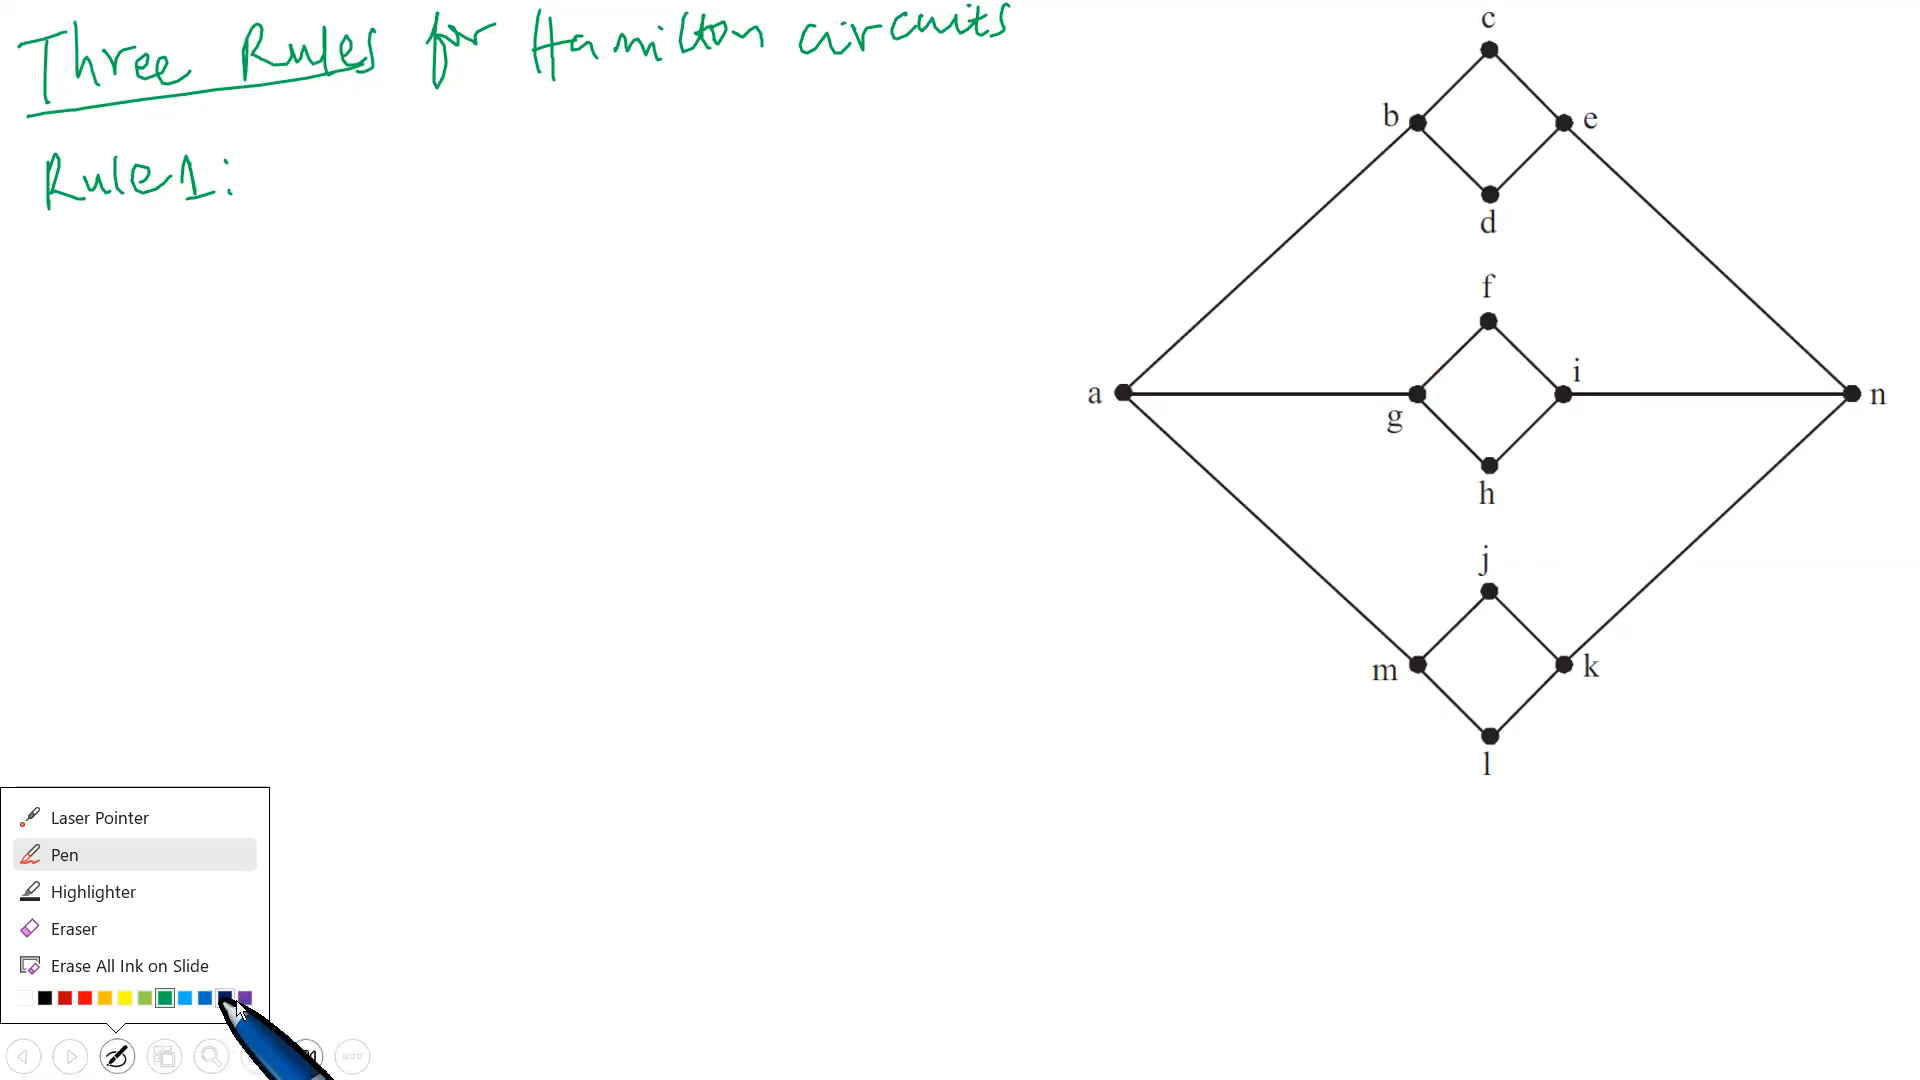 Three Rules for Hamilton circuits
Rule 1:
c
b
e
d
f
i
a
n
g
h
j
m
k
l
Laser Pointer
Pen
Highlighter
Eraser
Erase All Ink on Slide